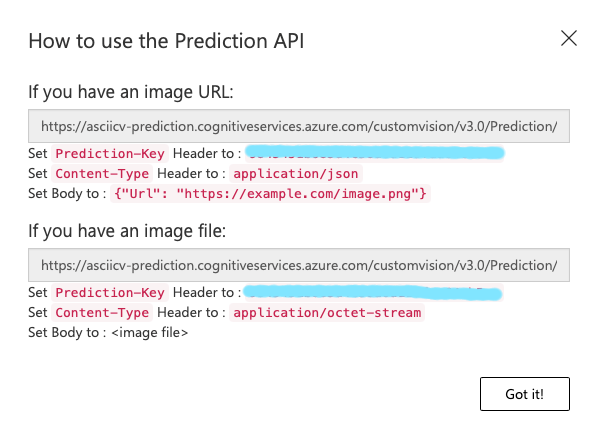 How to use the Prediction API
If you have an image URL:
https://asciicv-prediction.cognitiveservices.azure.com/customvision/v3.0/Prediction/
Set Prediction-Key Header to :
Set Content-Type Header to : application/json
Set Body to : {"Url": "https://example.com/image.png"}
If you have an image file:
https://asciicv-prediction.cognitiveservices.azure.com/customvision/v3.0/Prediction/
Set Prediction-Key Header to :
Set Content-Type Header to : application/octet-stream
Set Body to : <image file>
Got it!